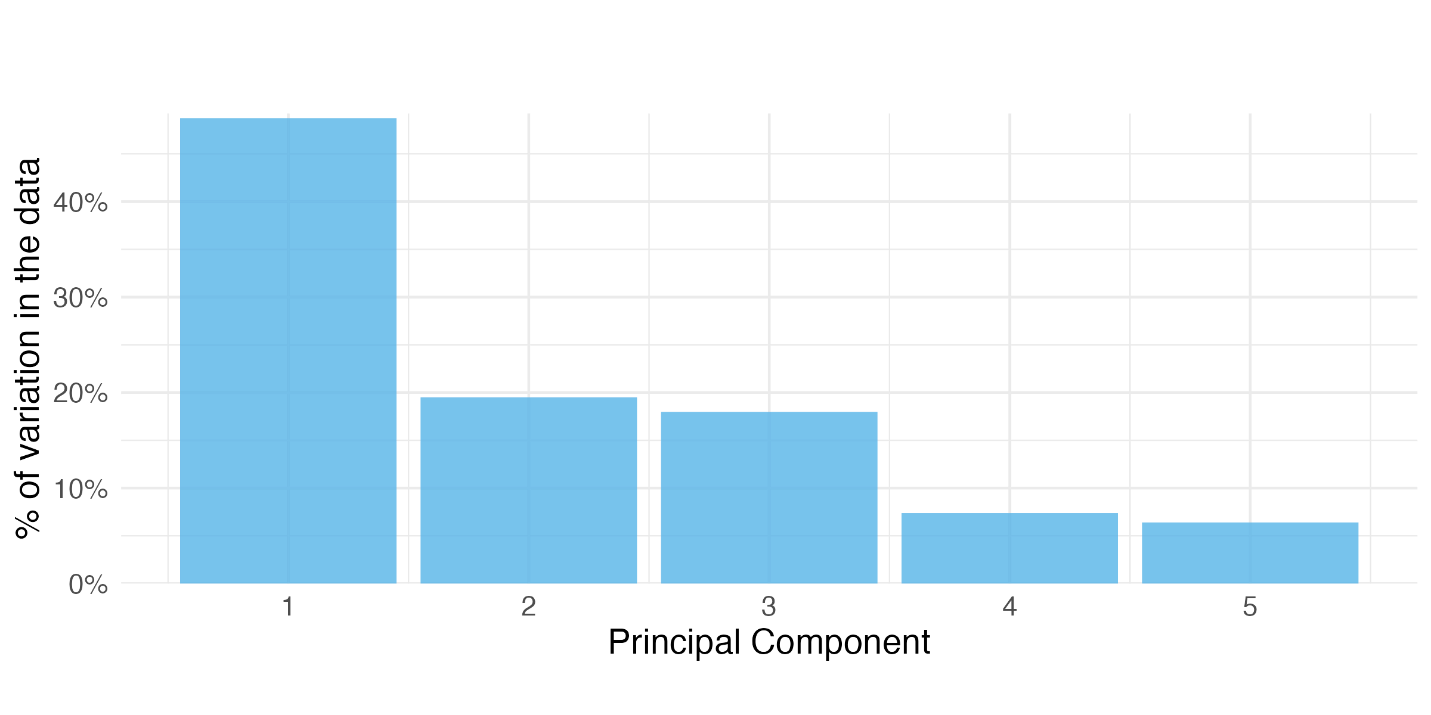 % of variation in the data
40%
30%
20%
10%
0%
1 2 3 4 5
Principal Component